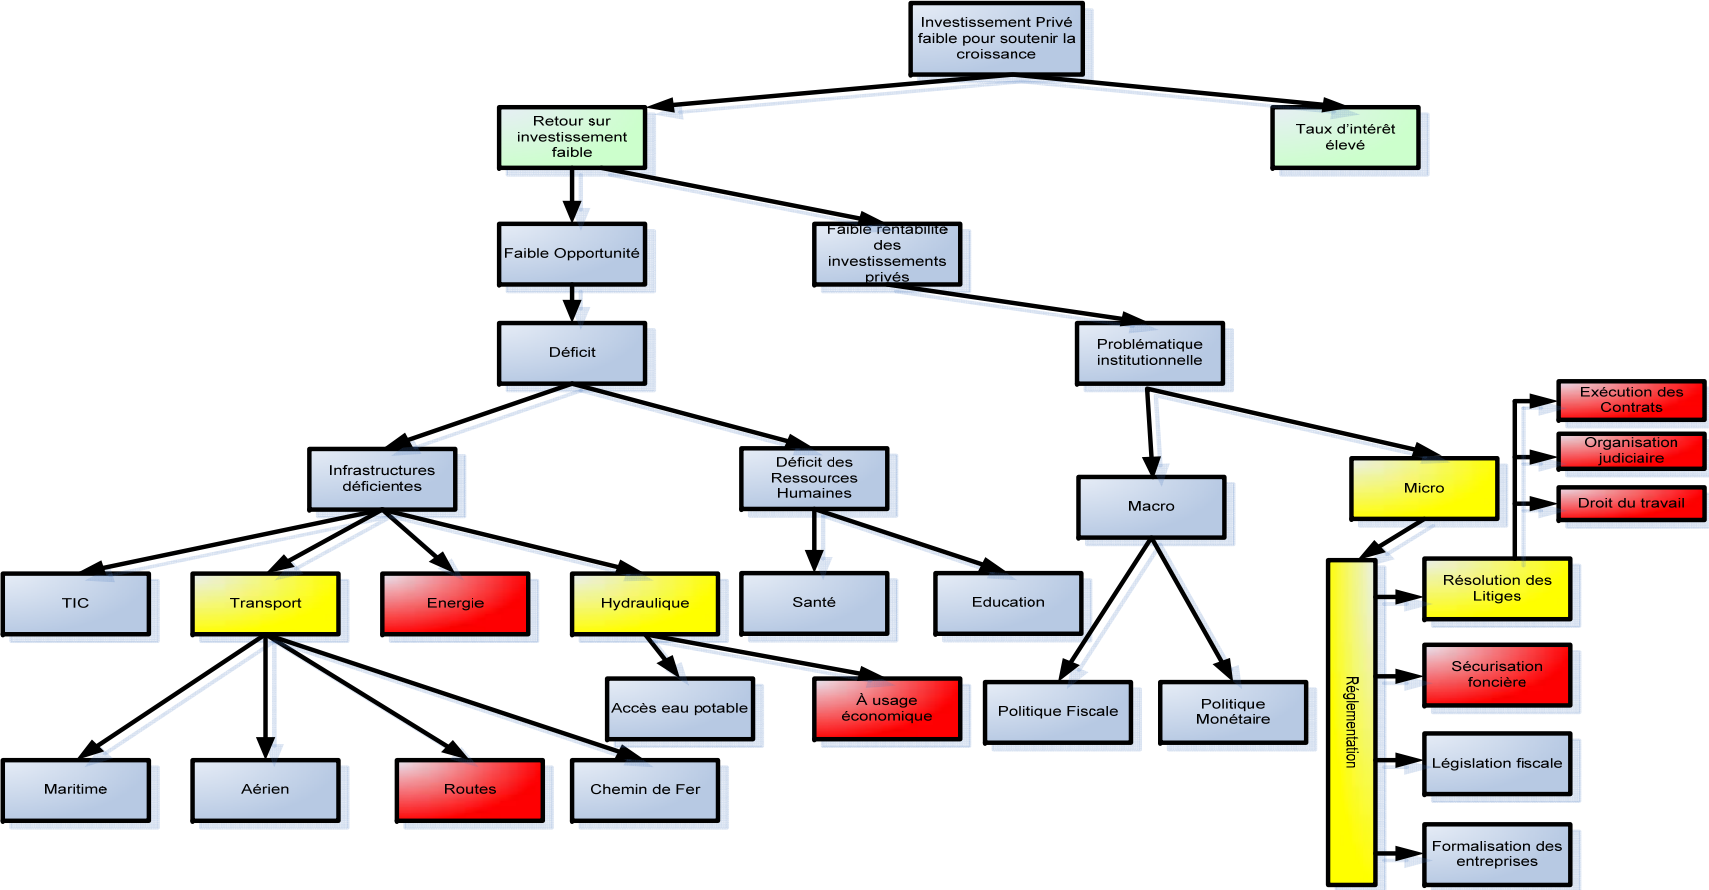 Investissement Privé
faible pour soutenir la
croissance
Retour sur
investissement
faible
Taux d'intérêt
élevé
Faible Opportunité
Faible rentabilité
des
investissements
privés
Déficit
Problématique
institutionnelle
Exécution des
Contrats
Organisation
judiciaire
Droit du travail
Infrastructures
déficientes
Déficit des
Ressources
Humaines
Macro
Micro
TIC
Transport
Energie
Hydraulique
Santé
Education
Résolution des
Litiges
Réglementation
Sécurisation
foncière
Accès eau potable
À usage
économique
Politique Fiscale
Politique
Monétaire
Législation fiscale
Maritime
Aérien
Routes
Chemin de Fer
Formalisation des
entreprises